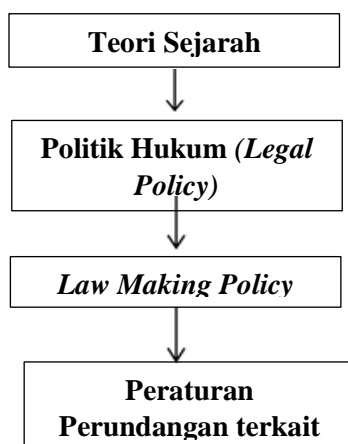 Teori Sejarah
Politik Hukum (Legal
Policy)
Law Making Policy
Peraturan
Perundangan terkait